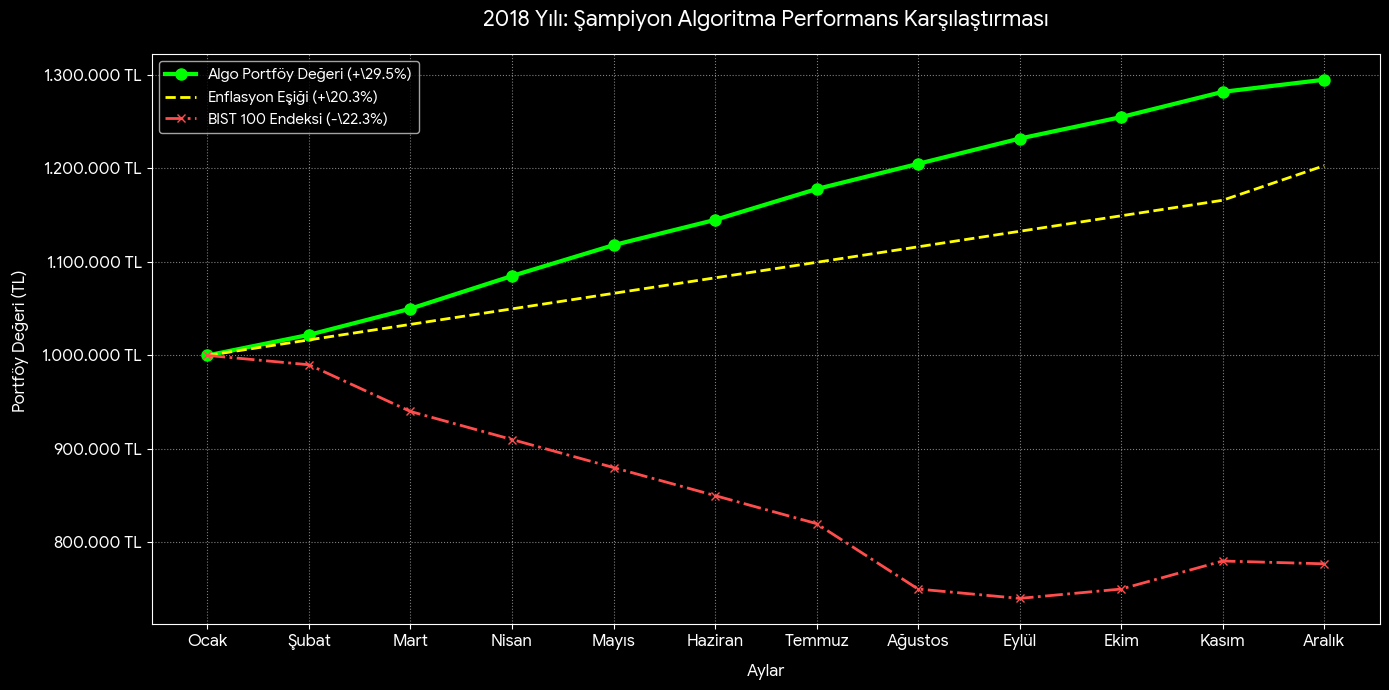 2018 Yılı: Şampiyon Algoritma Performans Karşılaştırması
Algo Portföy Değeri (+\29.5%)
Enflasyon Eşiği (+\20.3%)
BIST 100 Endeksi (-\22.3%)
Portföy Değeri (TL)
1.300.000 TL
1.200.000 TL
1.100.000 TL
1.000.000 TL
900.000 TL
800.000 TL
Ocak Şubat Mart Nisan Mayıs Haziran Temmuz Ağustos Eylül Ekim Kasım Aralık
Aylar